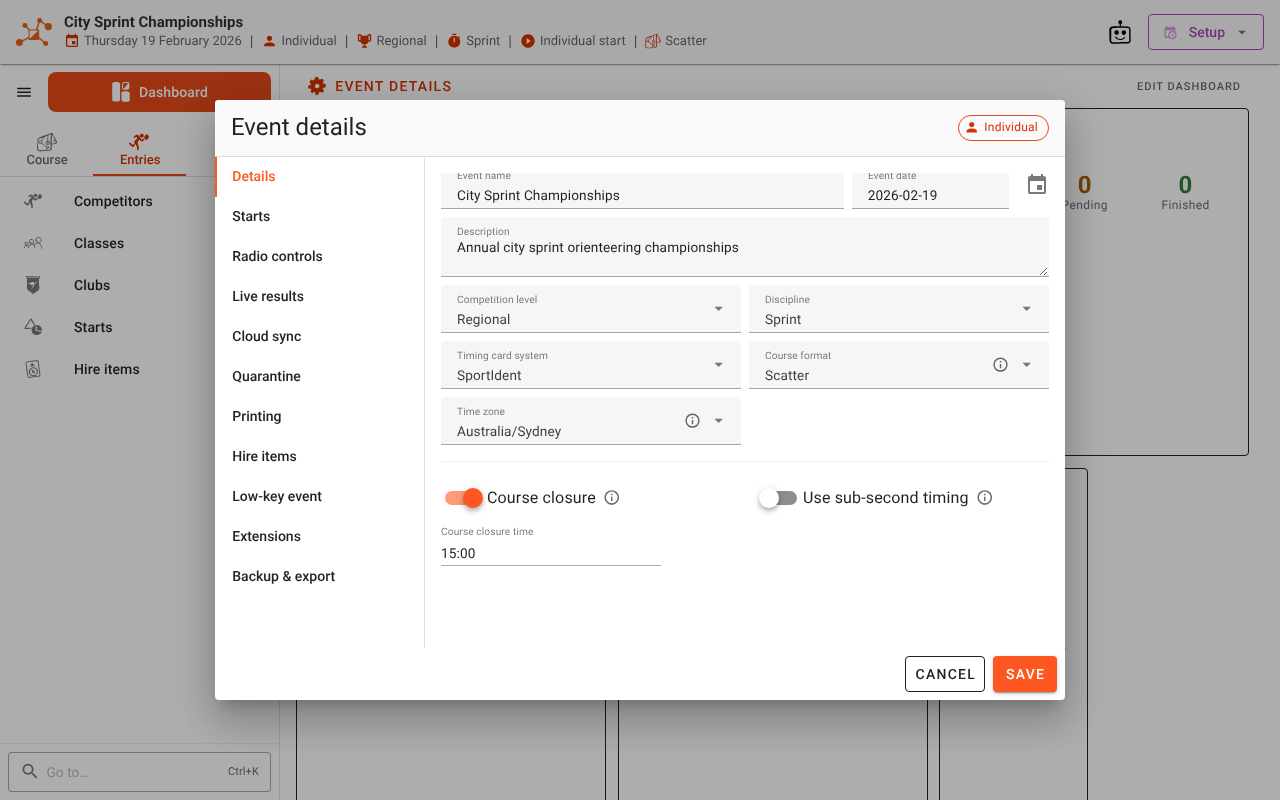 City Sprint Championships
Thursday 19 February 2026 | Individual | Regional | Sprint | Individual start | Scatter
Setup
Dashboard
EVENT DETAILS
EDIT DASHBOARD
Course
Entries
Competitors
Classes
Clubs
Starts
Hire items
Go to...
Ctrl+K
0
Pending
0
Finished
Event details
Individual
Details
Starts
Radio controls
Live results
Cloud sync
Quarantine
Printing
Hire items
Low-key event
Extensions
Backup & export
Event name
City Sprint Championships
Event date
2026-02-19
Description
Annual city sprint orienteering championships
Competition level
Regional
Discipline
Sprint
Timing card system
SportIdent
Course format
Scatter
Time zone
Australia/Sydney
Course closure
Use sub-second timing
Course closure time
15:00
CANCEL
SAVE